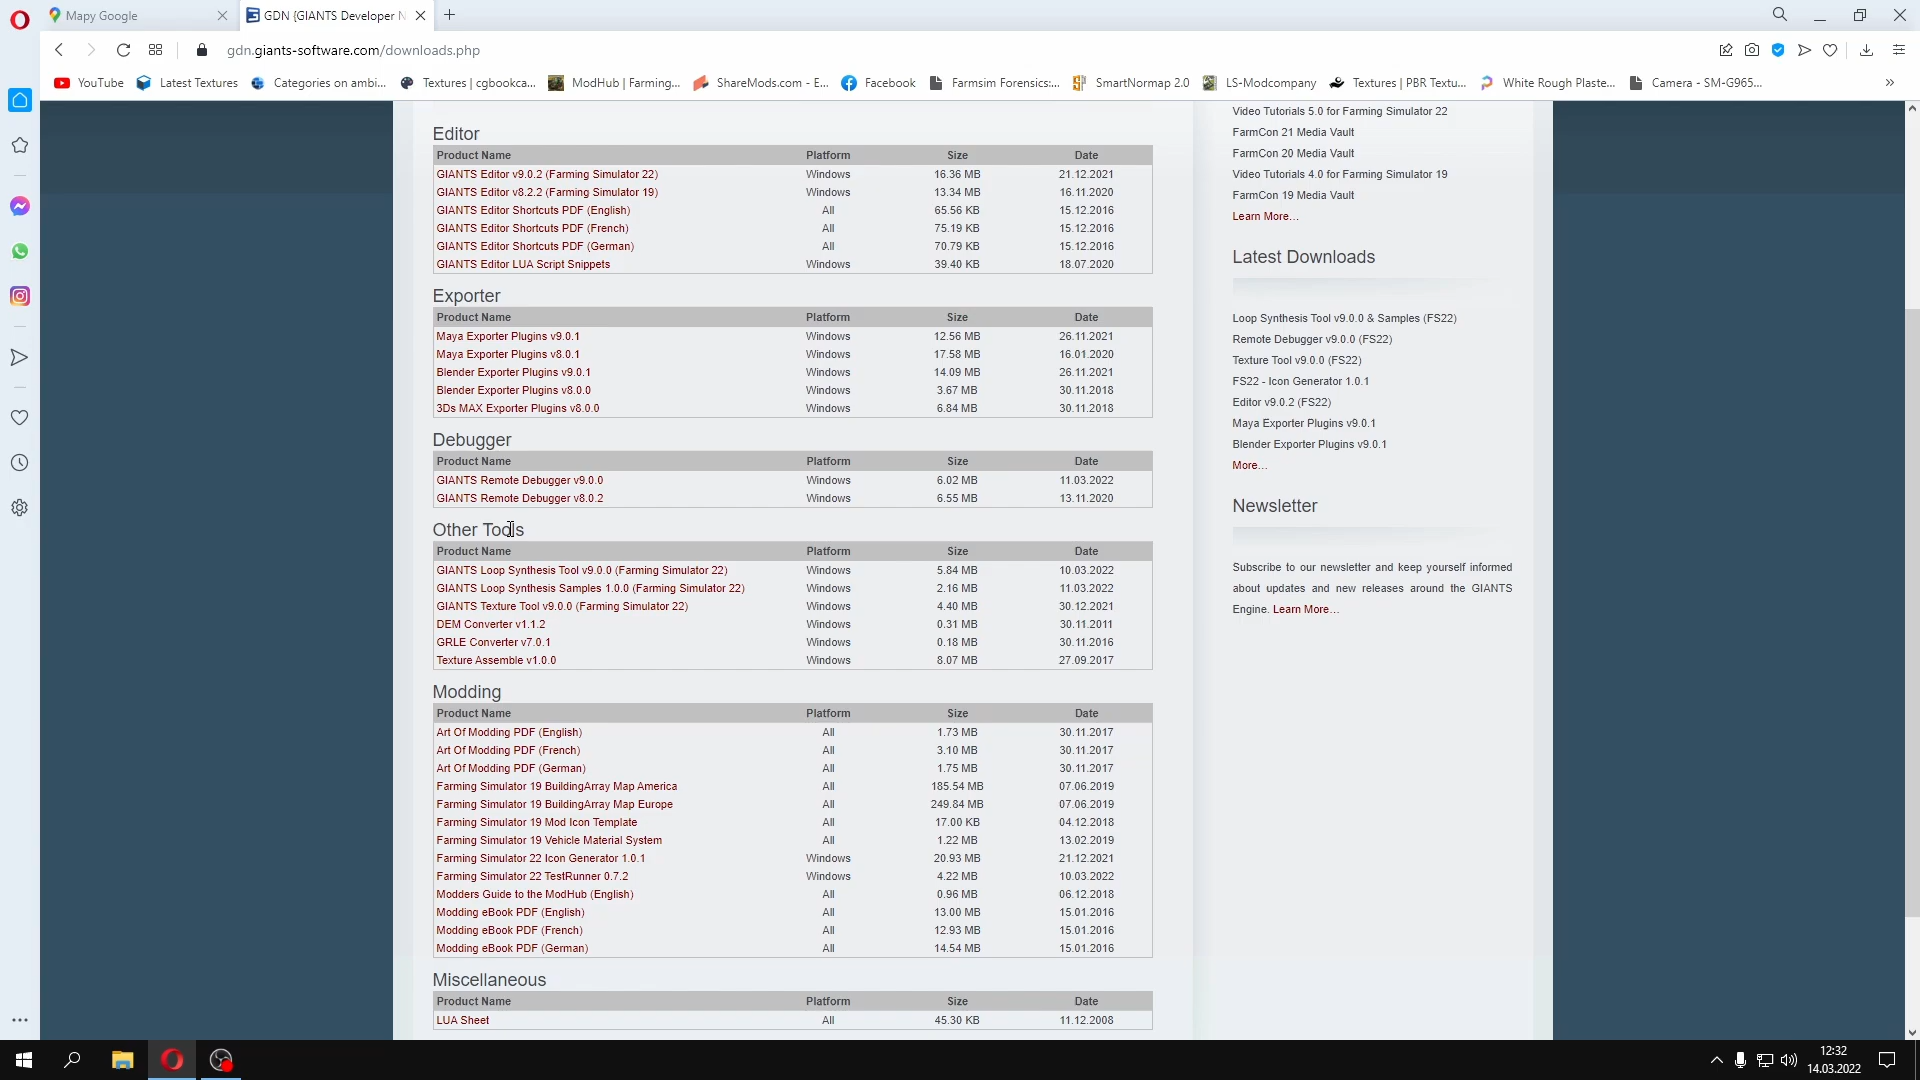 Mapy Google
GDN {GIANTS Developer N
gdn.giants-software.com/downloads.php
YouTube
Latest Textures
Categories on ambi...
Textures | cgbookca...
ModHub | Farming...
ShareMods.com - E...
Facebook
Farmsim Forensics:...
SmartNormap 2.0
LS-Modcompany
Textures | PBR Textu...
White Rough Plaste...
Camera - SM-G965...
»
Editor
Product Name Platform Size Date
GIANTS Editor v9.0.2 (Farming Simulator 22) Windows 16.36 MB 21.12.2021
GIANTS Editor v8.2.2 (Farming Simulator 19) Windows 13.34 MB 16.11.2020
GIANTS Editor Shortcuts PDF (English) All 65.56 KB 15.12.2016
GIANTS Editor Shortcuts PDF (French) All 75.19 KB 15.12.2016
GIANTS Editor Shortcuts PDF (German) All 70.79 KB 15.12.2016
GIANTS Editor LUA Script Snippets Windows 39.40 KB 18.07.2020
Exporter
Product Name Platform Size Date
Maya Exporter Plugins v9.0.1 Windows 12.56 MB 26.11.2021
Maya Exporter Plugins v8.0.1 Windows 17.58 MB 16.01.2020
Blender Exporter Plugins v9.0.1 Windows 14.09 MB 26.11.2021
Blender Exporter Plugins v8.0.0 Windows 3.67 MB 30.11.2018
3Ds MAX Exporter Plugins v8.0.0 Windows 6.84 MB 30.11.2018
Debugger
Product Name Platform Size Date
GIANTS Remote Debugger v9.0.0 Windows 6.02 MB 11.03.2022
GIANTS Remote Debugger v8.0.2 Windows 6.55 MB 13.11.2020
Other Tools
Product Name Platform Size Date
GIANTS Loop Synthesis Tool v9.0.0 (Farming Simulator 22) Windows 5.84 MB 10.03.2022
GIANTS Loop Synthesis Samples 1.0.0 (Farming Simulator 22) Windows 2.16 MB 11.03.2022
GIANTS Texture Tool v9.0.0 (Farming Simulator 22) Windows 4.40 MB 30.12.2021
DEM Converter v1.1.2 Windows 0.31 MB 30.11.2011
GRLE Converter v7.0.1 Windows 0.18 MB 30.11.2016
Texture Assemble v1.0.0 Windows 8.07 MB 27.09.2017
Modding
Product Name Platform Size Date
Art Of Modding PDF (English) All 1.73 MB 30.11.2017
Art Of Modding PDF (French) All 3.10 MB 30.11.2017
Art Of Modding PDF (German) All 1.75 MB 30.11.2017
Farming Simulator 19 BuildingArray Map America All 185.54 MB 07.06.2019
Farming Simulator 19 BuildingArray Map Europe All 249.84 MB 07.06.2019
Farming Simulator 19 Mod Icon Template All 17.00 KB 04.12.2018
Farming Simulator 19 Vehicle Material System All 1.22 MB 13.02.2019
Farming Simulator 22 Icon Generator 1.0.1 Windows 20.93 MB 21.12.2021
Farming Simulator 22 TestRunner 0.7.2 Windows 4.22 MB 10.03.2022
Modders Guide to the ModHub (English) All 0.96 MB 06.12.2018
Modding eBook PDF (English) All 13.00 MB 15.01.2016
Modding eBook PDF (French) All 12.93 MB 15.01.2016
Modding eBook PDF (German) All 14.54 MB 15.01.2016
Miscellaneous
Product Name Platform Size Date
LUA Sheet All 45.30 KB 11.12.2008
Video Tutorials 5.0 for Farming Simulator 22
FarmCon 21 Media Vault
FarmCon 20 Media Vault
Video Tutorials 4.0 for Farming Simulator 19
FarmCon 19 Media Vault
Learn More...
Latest Downloads
Loop Synthesis Tool v9.0.0 & Samples (FS22)
Remote Debugger v9.0.0 (FS22)
Texture Tool v9.0.0 (FS22)
FS22 - Icon Generator 1.0.1
Editor v9.0.2 (FS22)
Maya Exporter Plugins v9.0.1
Blender Exporter Plugins v9.0.1
More...
Newsletter
Subscribe to our newsletter and keep yourself informed
about updates and new releases around the GIANTS
Engine. Learn More...
12:32
14.03.2022